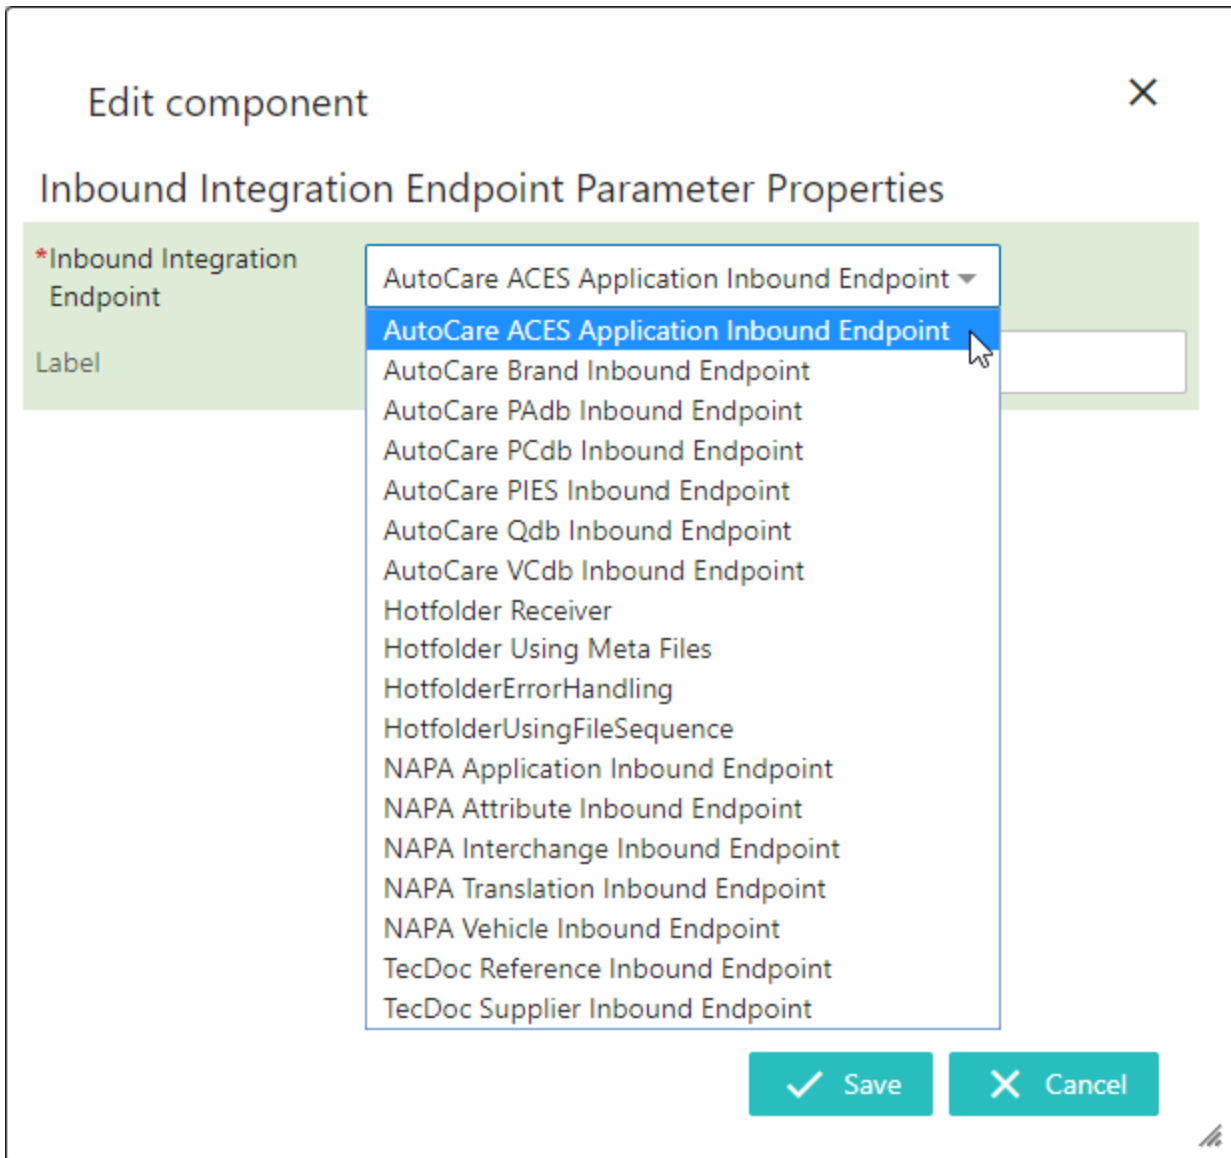 Edit component
Inbound Integration Endpoint Parameter Properties
*Inbound Integration
Endpoint
AutoCare ACES Application Inbound Endpoint
Label
AutoCare ACES Application Inbound Endpoint
AutoCare Brand Inbound Endpoint
AutoCare PAdb Inbound Endpoint
AutoCare PCdb Inbound Endpoint
AutoCare PIES Inbound Endpoint
AutoCare Qdb Inbound Endpoint
AutoCare VCdb Inbound Endpoint
Hotfolder Receiver
Hotfolder Using Meta Files
HotfolderErrorHandling
HotfolderUsingFileSequence
NAPA Application Inbound Endpoint
NAPA Attribute Inbound Endpoint
NAPA Interchange Inbound Endpoint
NAPA Translation Inbound Endpoint
NAPA Vehicle Inbound Endpoint
TecDoc Reference Inbound Endpoint
TecDoc Supplier Inbound Endpoint
Save
Cancel